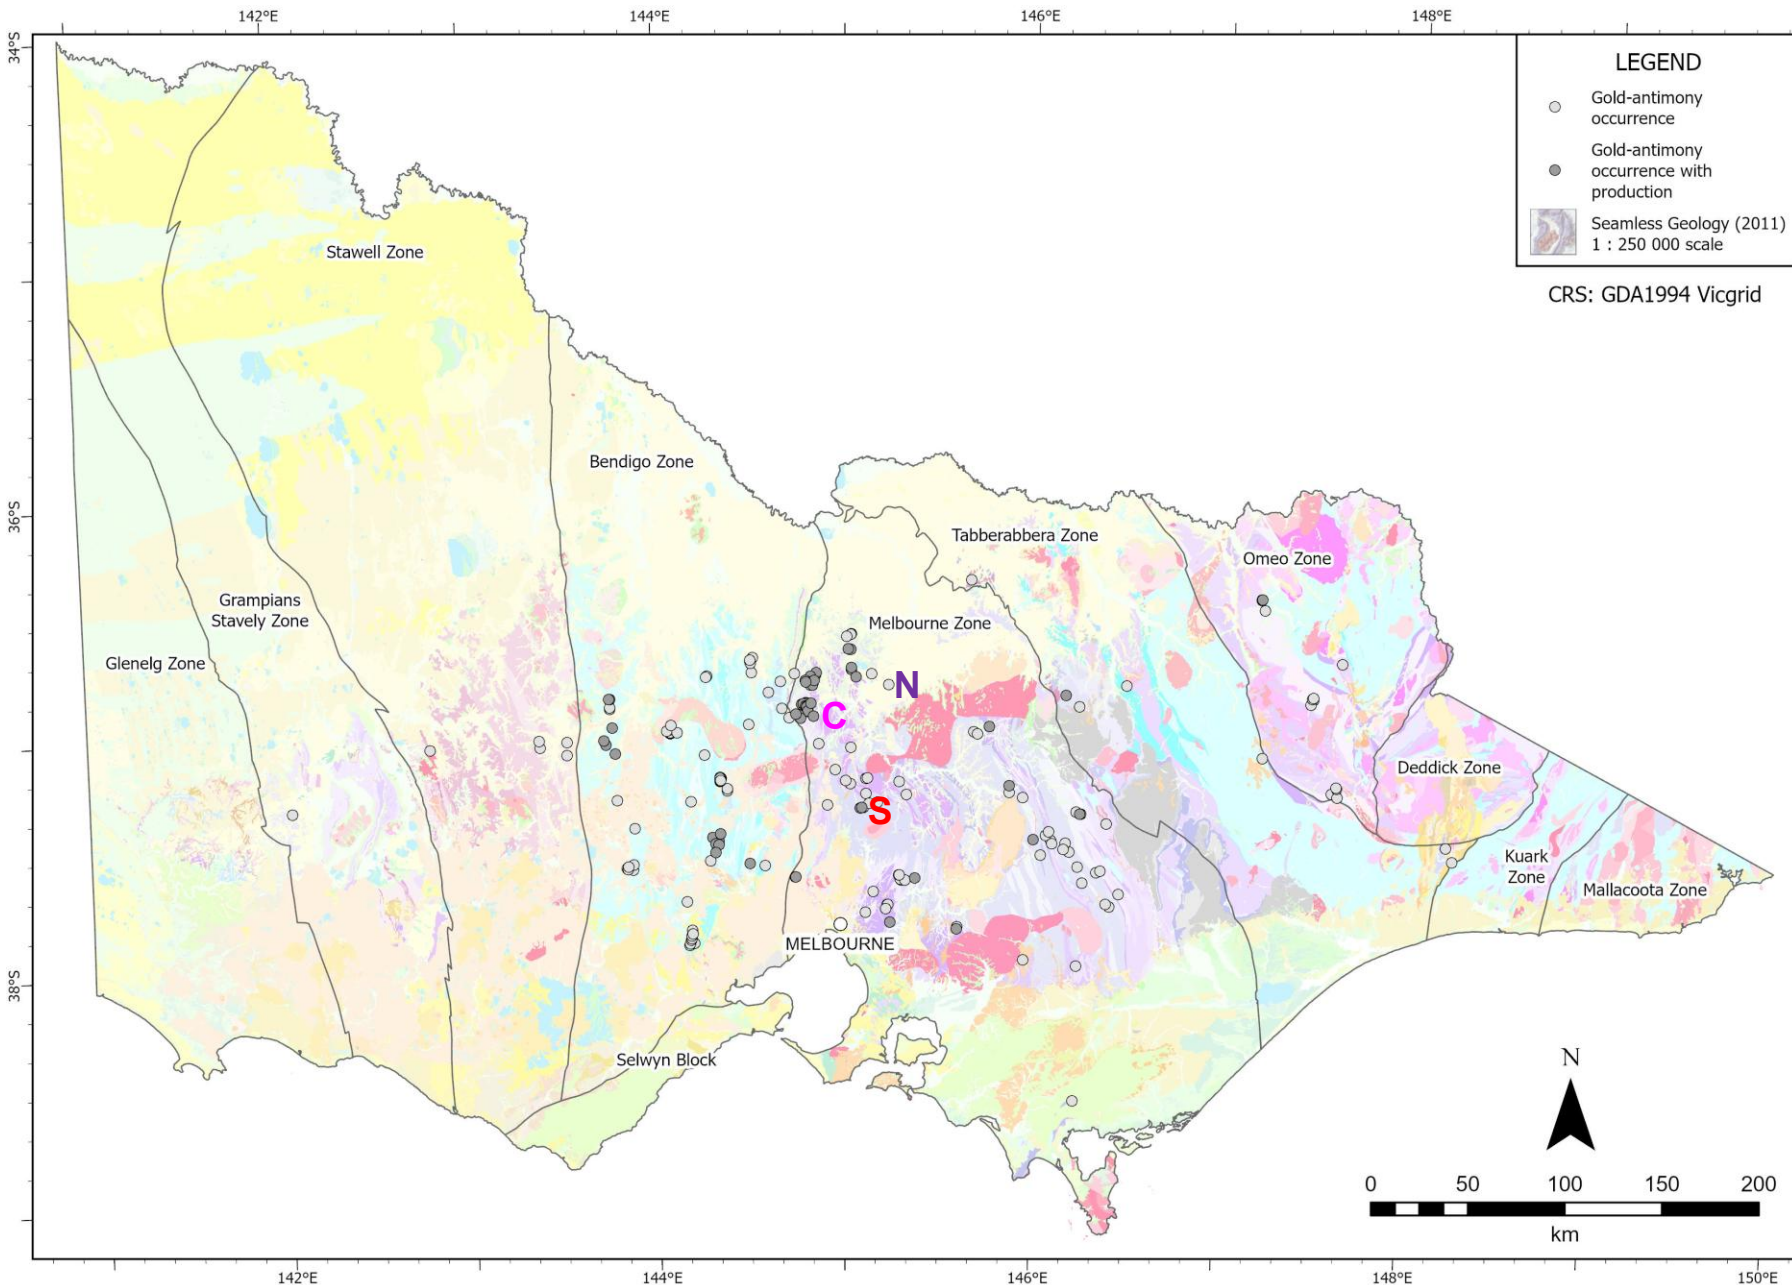 142°E
144°E
146°E
148°E
34°S
36°S
38°S
LEGEND
Gold-antimony
occurrence
Gold-antimony
occurrence with
production
Seamless Geology (2011)
1 : 250 000 scale
CRS: GDA1994 Vicgrid
Stawell Zone
Bendigo Zone
Tabberabbera Zone
Omeo Zone
Grampians
Stavely Zone
Melbourne Zone
Glenelg Zone
N
C
Deddick Zone
S
Kuark
Zone
Mallacoota Zone
MELBOURNE
Selwyn Block
N
0 50 100 150 200
km
142°E
144°E
146°E
148°E
150°E